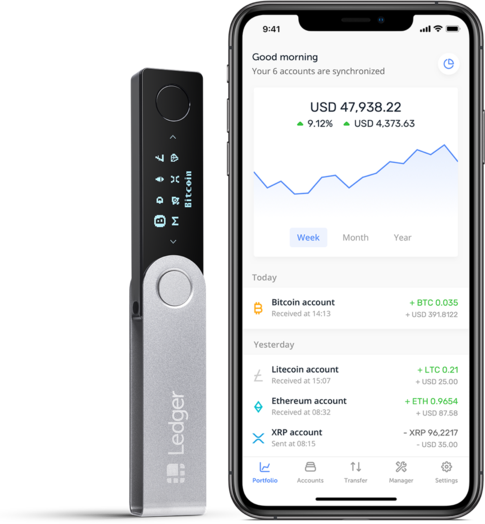 9:41
Good morning
Your 6 accounts are synchronized
USD 47,938.22
9.12% USD 4,373.63
Week Month Year
Today
Bitcoin account + BTC 0.035
Received at 14:13 + USD 391.8122
Yesterday
Litecoin account + LTC 0.21
Received at 15:07 + USD 25.00
Ethereum account + ETH 0.9654
Received at 08:32 + USD 87.58
XRP account - XRP 96,2217
Sent at 08:15 - USD 35.00
Portfolio Accounts Transfer Manager Settings
Bitcoin
Ledger